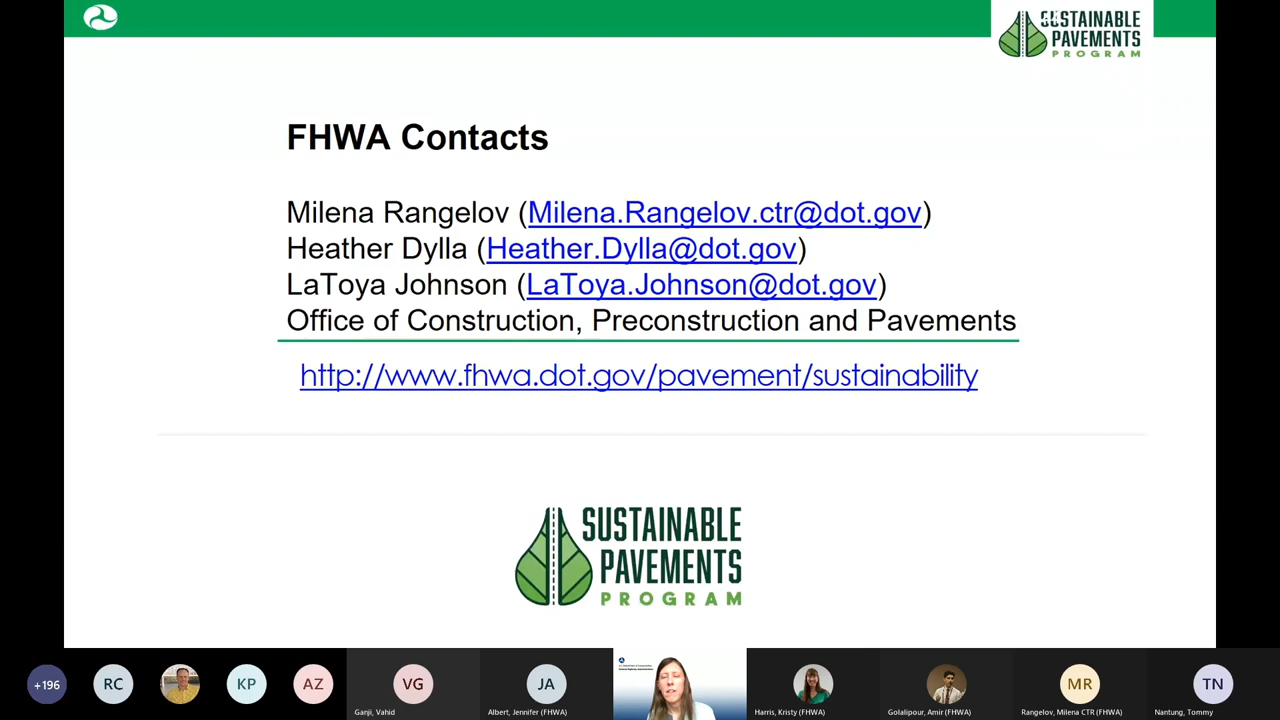 SUSTAINABLE
PAVEMENTS
PROGRAM
FHWA Contacts
Milena Rangelov (Milena.Rangelov.ctr@dot.gov)
Heather Dylla (Heather.Dylla@dot.gov)
LaToya Johnson (LaToya.Johnson@dot.gov)
Office of Construction, Preconstruction and Pavements
http://www.fhwa.dot.gov/pavement/sustainability
SUSTAINABLE
PAVEMENTS
PROGRAM
+196
RC
KP
AZ
VG
Ganji, Vahid
JA
Albert, Jennifer (FHWA)
Harris, Kristy (FHWA)
Golalipour, Amir (FHWA)
MR
Rangelov, Milena CTR (FHWA)
TN
Nantung, Tommy